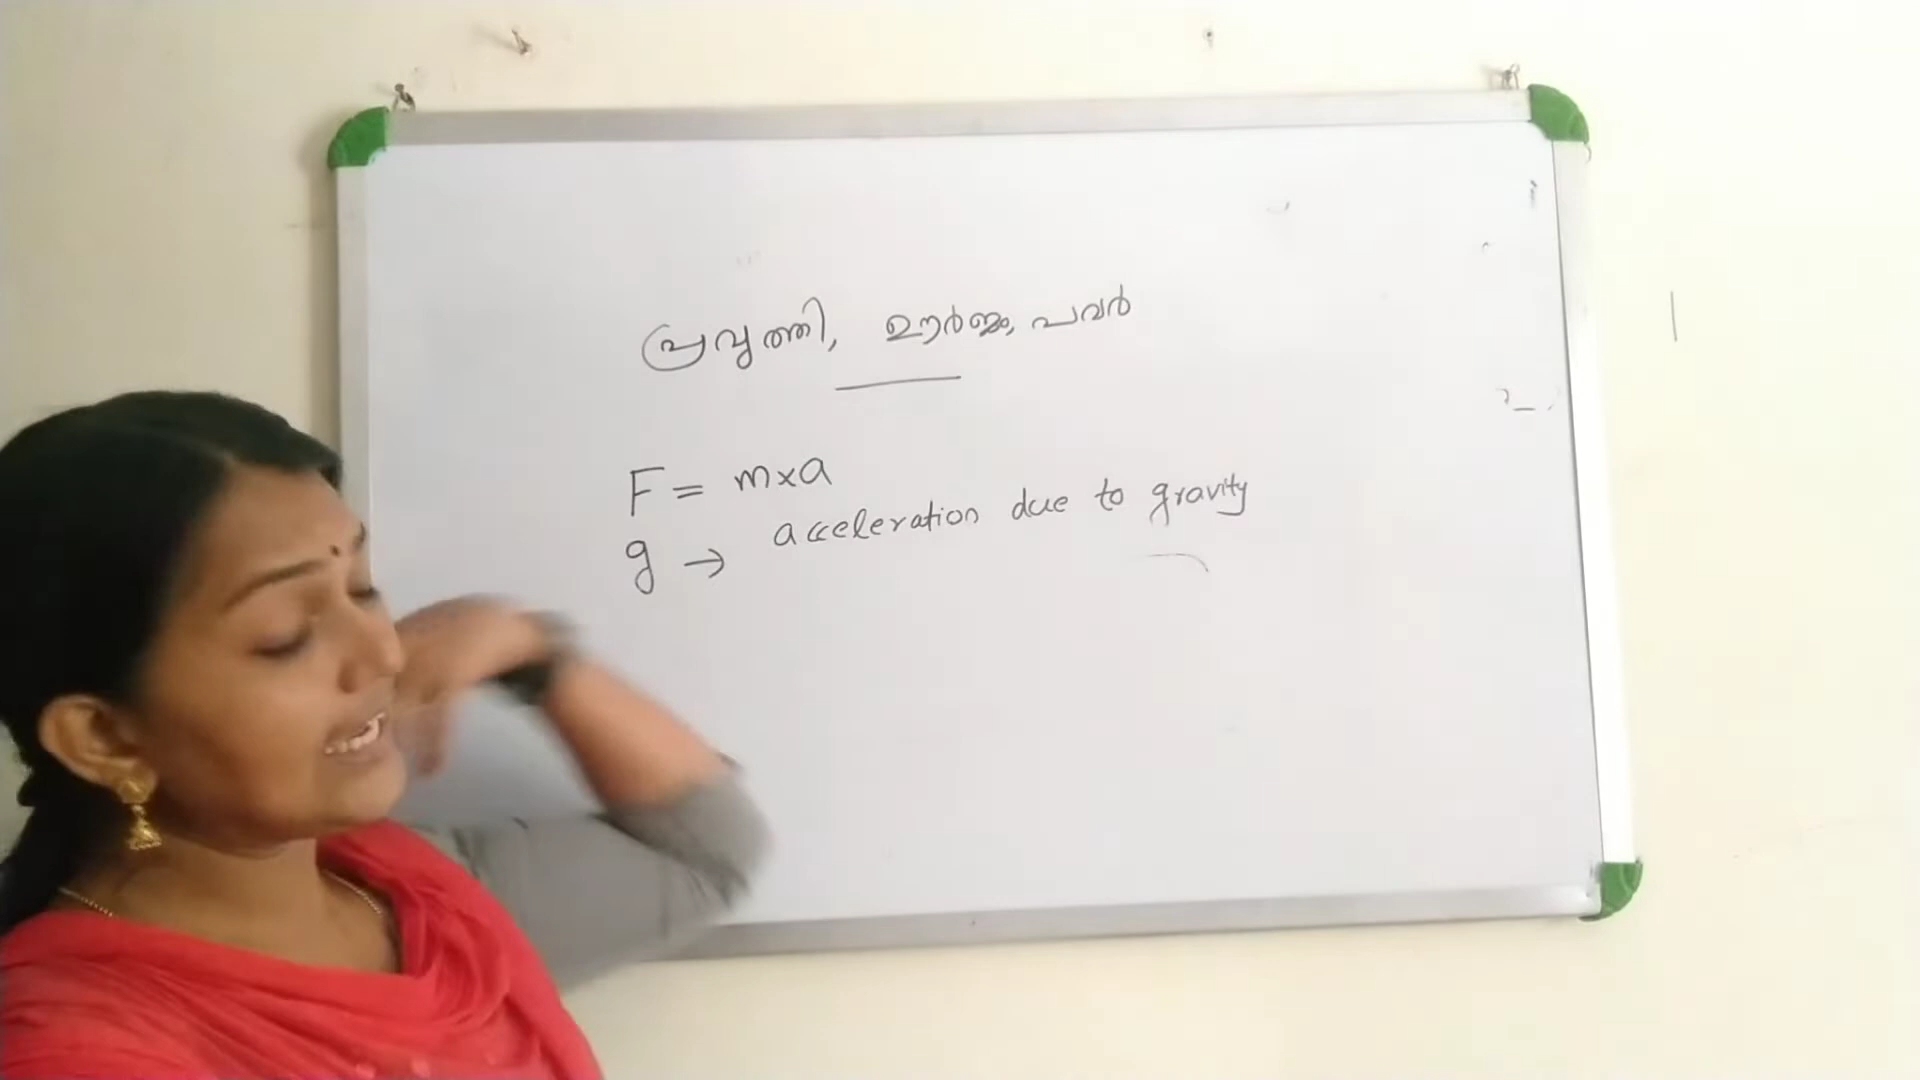 പ്രവൃത്തി, ഊർജം, പവർ
F = m×a
g → acceleration due to gravity